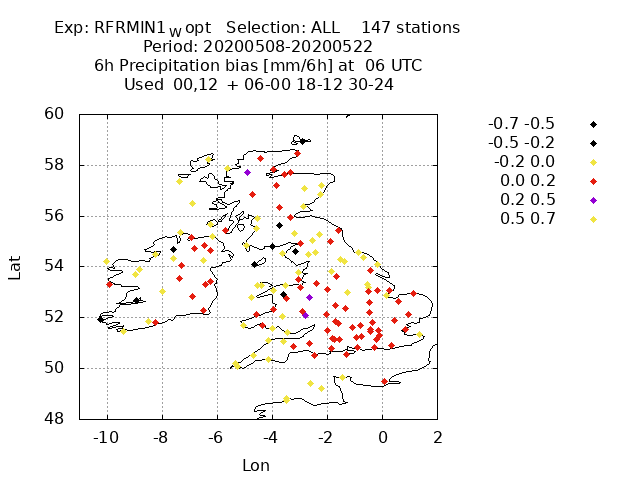 Exp: RFRMIN1_W opt Selection: ALL 147 stations
Period: 20200508-20200522
6h Precipitation bias [mm/6h] at 06 UTC
Used 00,12 + 06-00 18-12 30-24
60
58
56
54
52
50
48
Lat
-10 -8 -6 -4 -2 0 2
Lon
-0.7 -0.5
-0.5 -0.2
-0.2 0.0
0.0 0.2
0.2 0.5
0.5 0.7